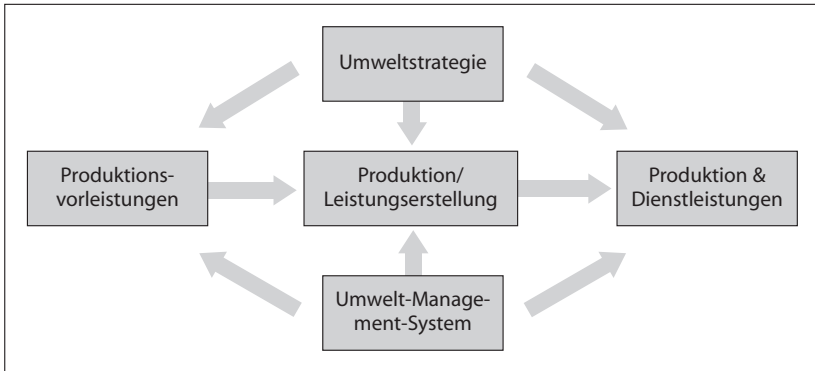 Umweltstrategie
Produktions-
vorleistungen
Produktion/
Leistungserstellung
Produktion &
Dienstleistungen
Umwelt-Manage-
ment-System